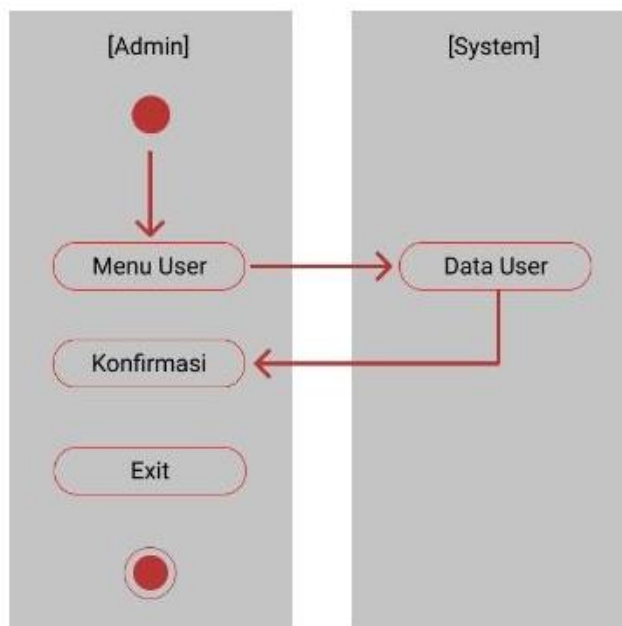 [Admin]
[System]
Menu User
Data User
Konfirmasi
Exit